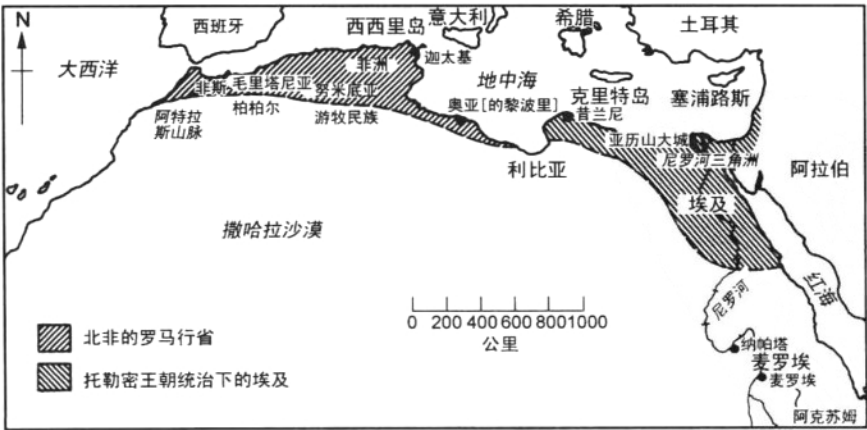 N
西班牙
西西里岛
意大利
希腊
土耳其
大西洋
迦太基
非洲
地中海
非斯
毛里塔尼亚
努米底亚
克里特岛
塞浦路斯
阿特拉
斯山脉
柏柏尔
游牧民族
奥亚[的黎波里]
昔兰尼
利比亚
亚历山大城
尼罗河三角洲
阿拉伯
撒哈拉沙漠
埃及
红海
尼罗河
0 200 400 600 800 1000
公里
北非的罗马行省
托勒密王朝统治下的埃及
纳帕塔
麦罗埃
麦罗埃
阿克苏姆